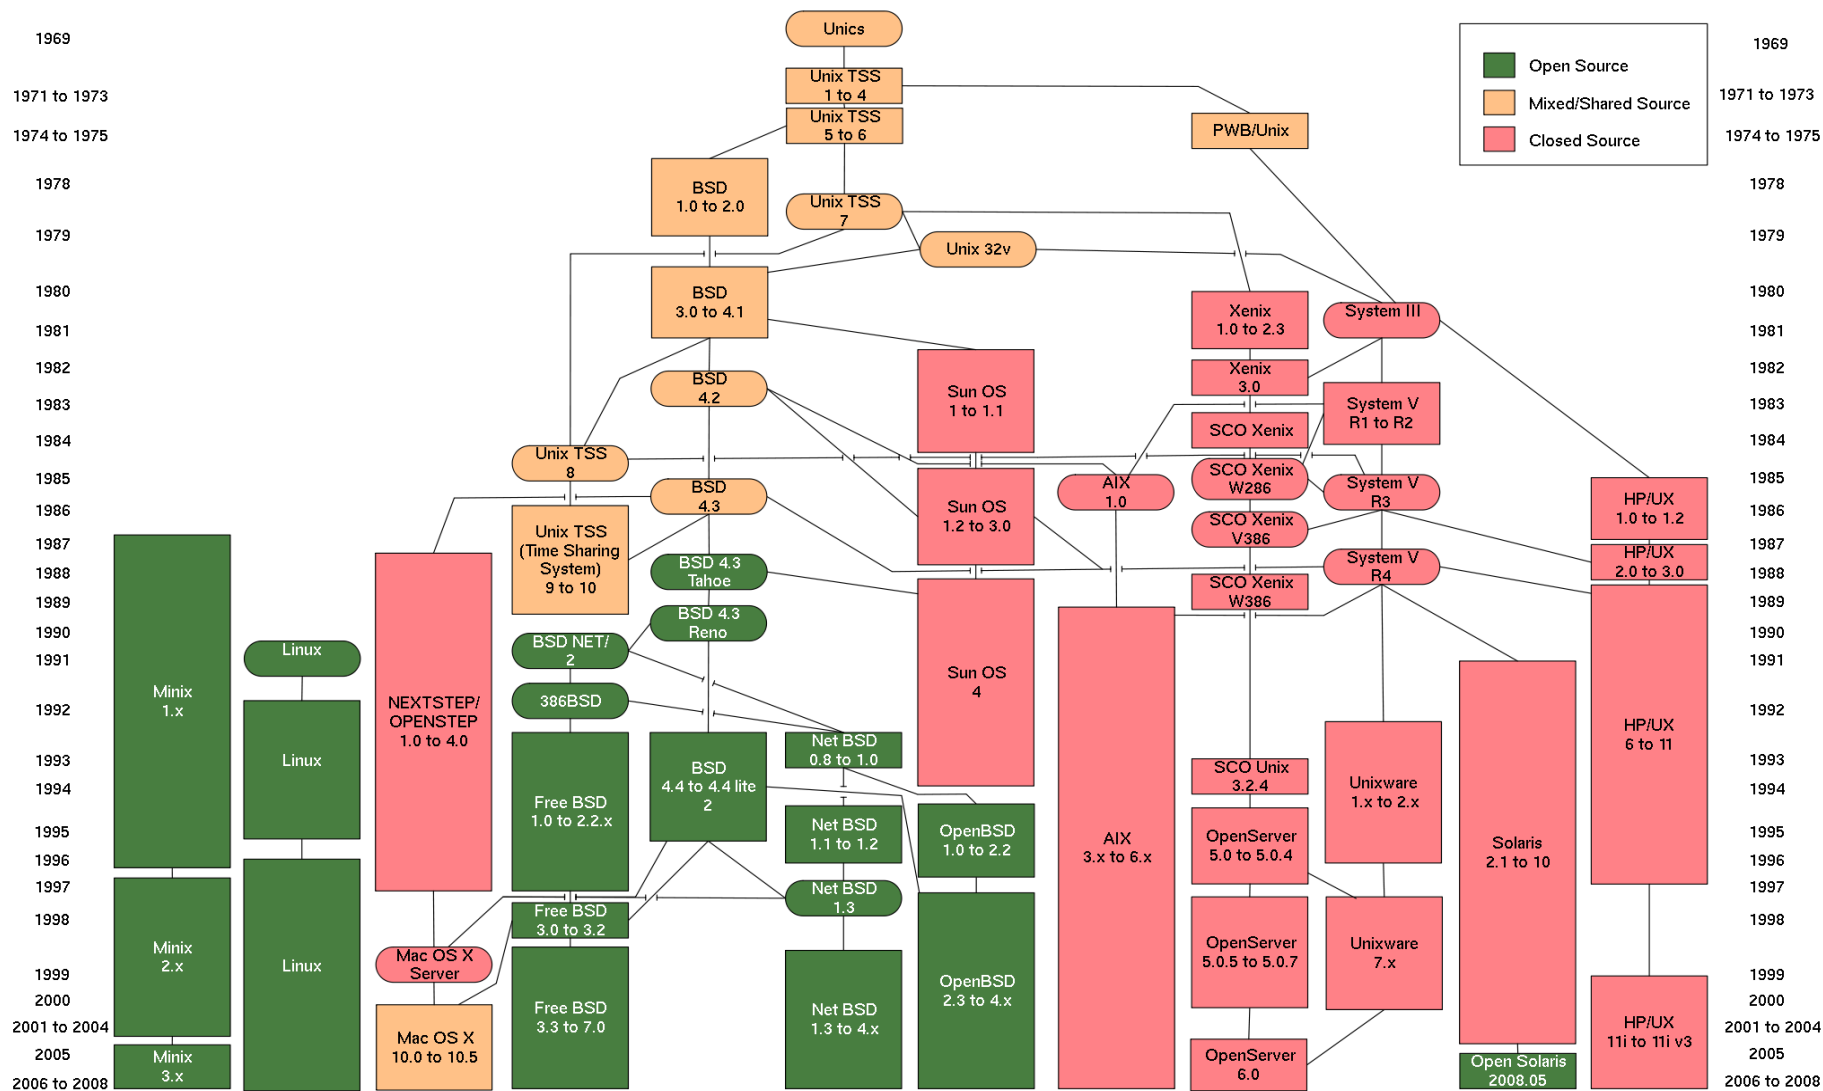 1969
1971 to 1973
1974 to 1975
1978
1979
1980
1981
1982
1983
1984
1985
1986
1987
1988
1989
1990
1991
1992
1993
1994
1995
1996
1997
1998
1999
2000
2001 to 2004
2005
2006 to 2008
Minix
1.x
Minix
2.x
Minix
3.x
Linux
Linux
Linux
NEXTSTEP/
OPENSTEP
1.0 to 4.0
Mac OS X
Server
Mac OS X
10.0 to 10.5
Unix TSS
8
Unix TSS
(Time Sharing
System)
9 to 10
BSD NET/
2
386BSD
Free BSD
1.0 to 2.2.x
Free BSD
3.0 to 3.2
Free BSD
3.3 to 7.0
BSD
1.0 to 2.0
BSD
3.0 to 4.1
BSD
4.2
BSD
4.3
BSD 4.3
Tahoe
BSD 4.3
Reno
BSD
4.4 to 4.4 lite
2
Unics
Unix TSS
1 to 4
Unix TSS
5 to 6
Unix TSS
7
Net BSD
0.8 to 1.0
Net BSD
1.1 to 1.2
Net BSD
1.3
Net BSD
1.3 to 4.x
Unix 32v
Sun OS
1 to 1.1
Sun OS
1.2 to 3.0
Sun OS
4
OpenBSD
1.0 to 2.2
OpenBSD
2.3 to 4.x
AIX
1.0
AIX
3.x to 6.x
PWB/Unix
Xenix
1.0 to 2.3
Xenix
3.0
SCO Xenix
SCO Xenix
W286
SCO Xenix
V386
SCO Xenix
W386
SCO Unix
3.2.4
OpenServer
5.0 to 5.0.4
OpenServer
5.0.5 to 5.0.7
OpenServer
6.0
System III
System V
R1 to R2
System V
R3
System V
R4
Unixware
1.x to 2.x
Unixware
7.x
Solaris
2.1 to 10
Open Solaris
2008.05
HP/UX
1.0 to 1.2
HP/UX
2.0 to 3.0
HP/UX
6 to 11
HP/UX
11i to 11i v3
Open Source
Mixed/Shared Source
Closed Source
1969
1971 to 1973
1974 to 1975
1978
1979
1980
1981
1982
1983
1984
1985
1986
1987
1988
1989
1990
1991
1992
1993
1994
1995
1996
1997
1998
1999
2000
2001 to 2004
2005
2006 to 2008